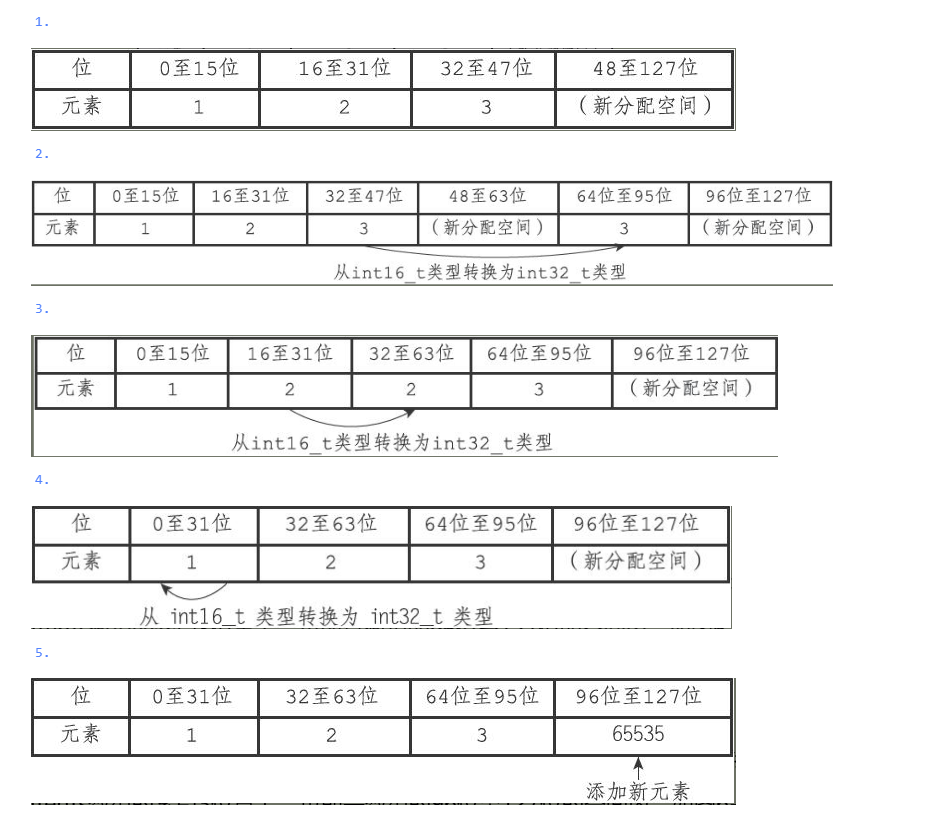 1.
位 0至15位 16至31位 32至47位 48至127位
元素 1 2 3 （新分配空间）
2.
位 0至15位 16至31位 32至47位 48至63位 64位至95位 96位至127位
元素 1 2 3 （新分配空间） 3 （新分配空间）
从int16_t类型转换为int32_t类型
3.
位 0至15位 16至31位 32至63位 64位至95位 96位至127位
元素 1 2 2 3 （新分配空间）
从int16_t类型转换为int32_t类型
4.
位 0至31位 32至63位 64位至95位 96位至127位
元素 1 2 3 （新分配空间）
从 int16_t 类型转换为 int32_t 类型
5.
位 0至31位 32至63位 64位至95位 96位至127位
元素 1 2 3 65535
添加新元素